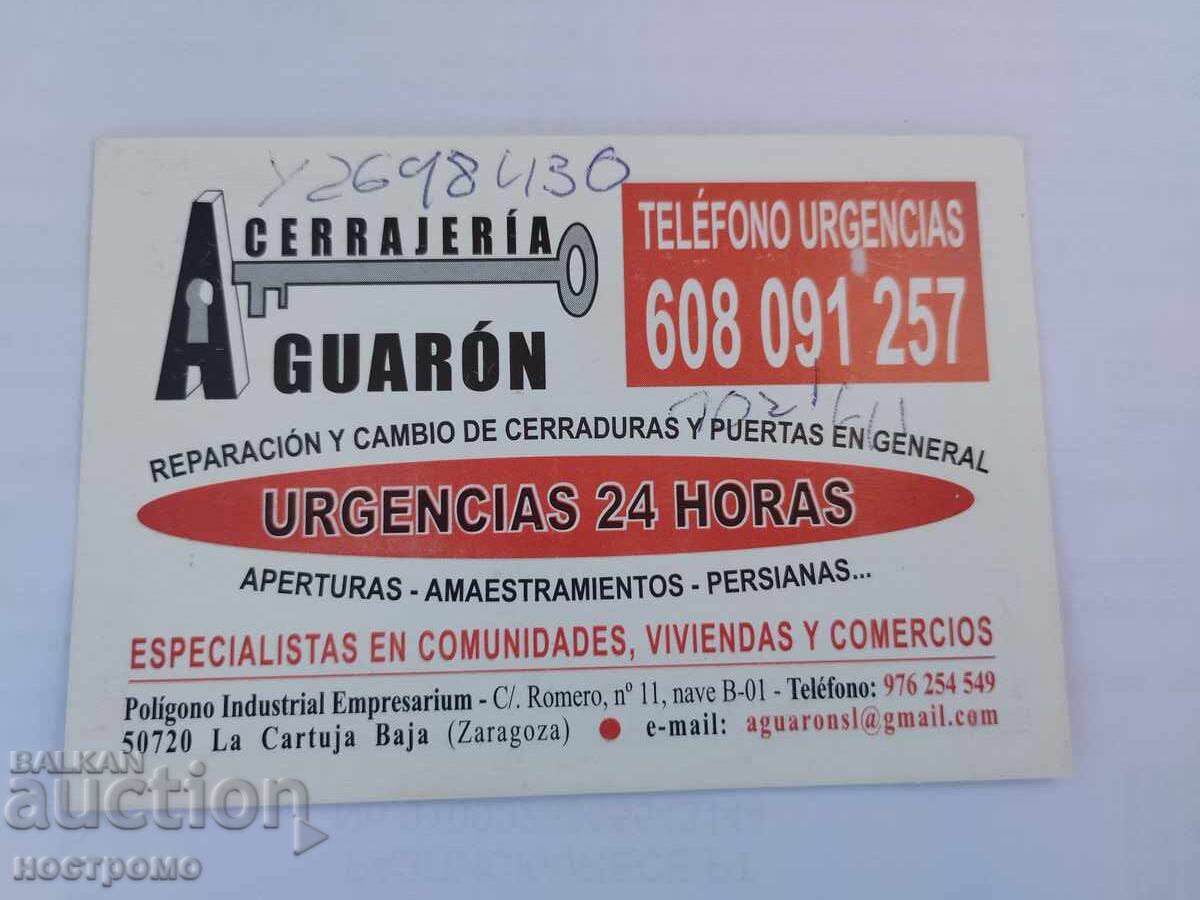 Y2698430
CERRAJERÍA
AGUARÓN
TELÉFONO URGENCIAS
608 091 257
REPARACIÓN Y CAMBIO DE CERRADURAS Y PUERTAS EN GENERAL
URGENCIAS 24 HORAS
APERTURAS - AMAESTRAMIENTOS - PERSIANAS...
ESPECIALISTAS EN COMUNIDADES, VIVIENDAS Y COMERCIOS
Polígono Industrial Empresarium - C/. Romero, nº 11, nave B-01 - Teléfono: 976 254 549
50720 La Cartuja Baja (Zaragoza) ● e-mail: aguaronsl@gmail.com
BALKAN
auction
ностромо